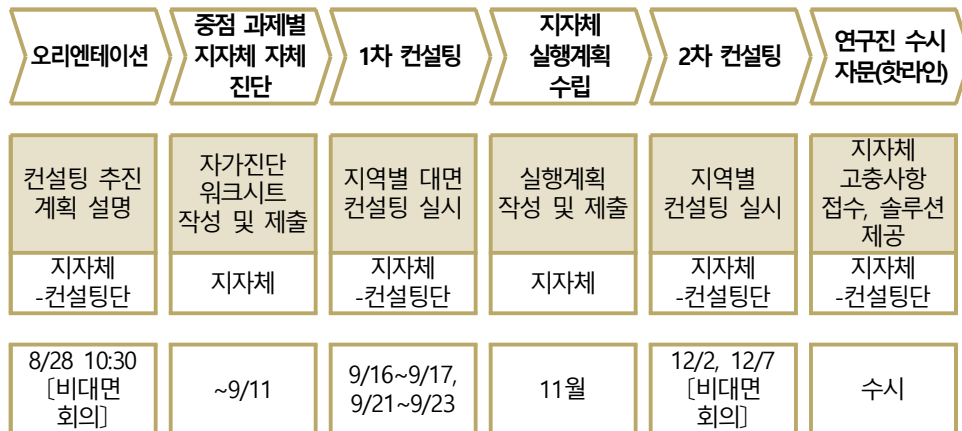 오리엔테이션
중점 과제별
지자체 자체
진단
1차 컨설팅
지자체
실행계획
수립
2차 컨설팅
연구진 수시
자문(핫라인)
컨설팅 추진
계획 설명
자가진단
워크시트
작성 및 제출
지역별 대면
컨설팅 실시
실행계획
작성 및 제출
지역별
컨설팅 실시
지자체
고충사항
접수, 솔루션
제공
지자체
-컨설팅단
지자체
지자체
-컨설팅단
지자체
지자체
-컨설팅단
지자체
-컨설팅단
8/28 10:30
[비대면
회의]
~9/11
9/16~9/17,
9/21~9/23
11월
12/2, 12/7
[비대면
회의]
수시